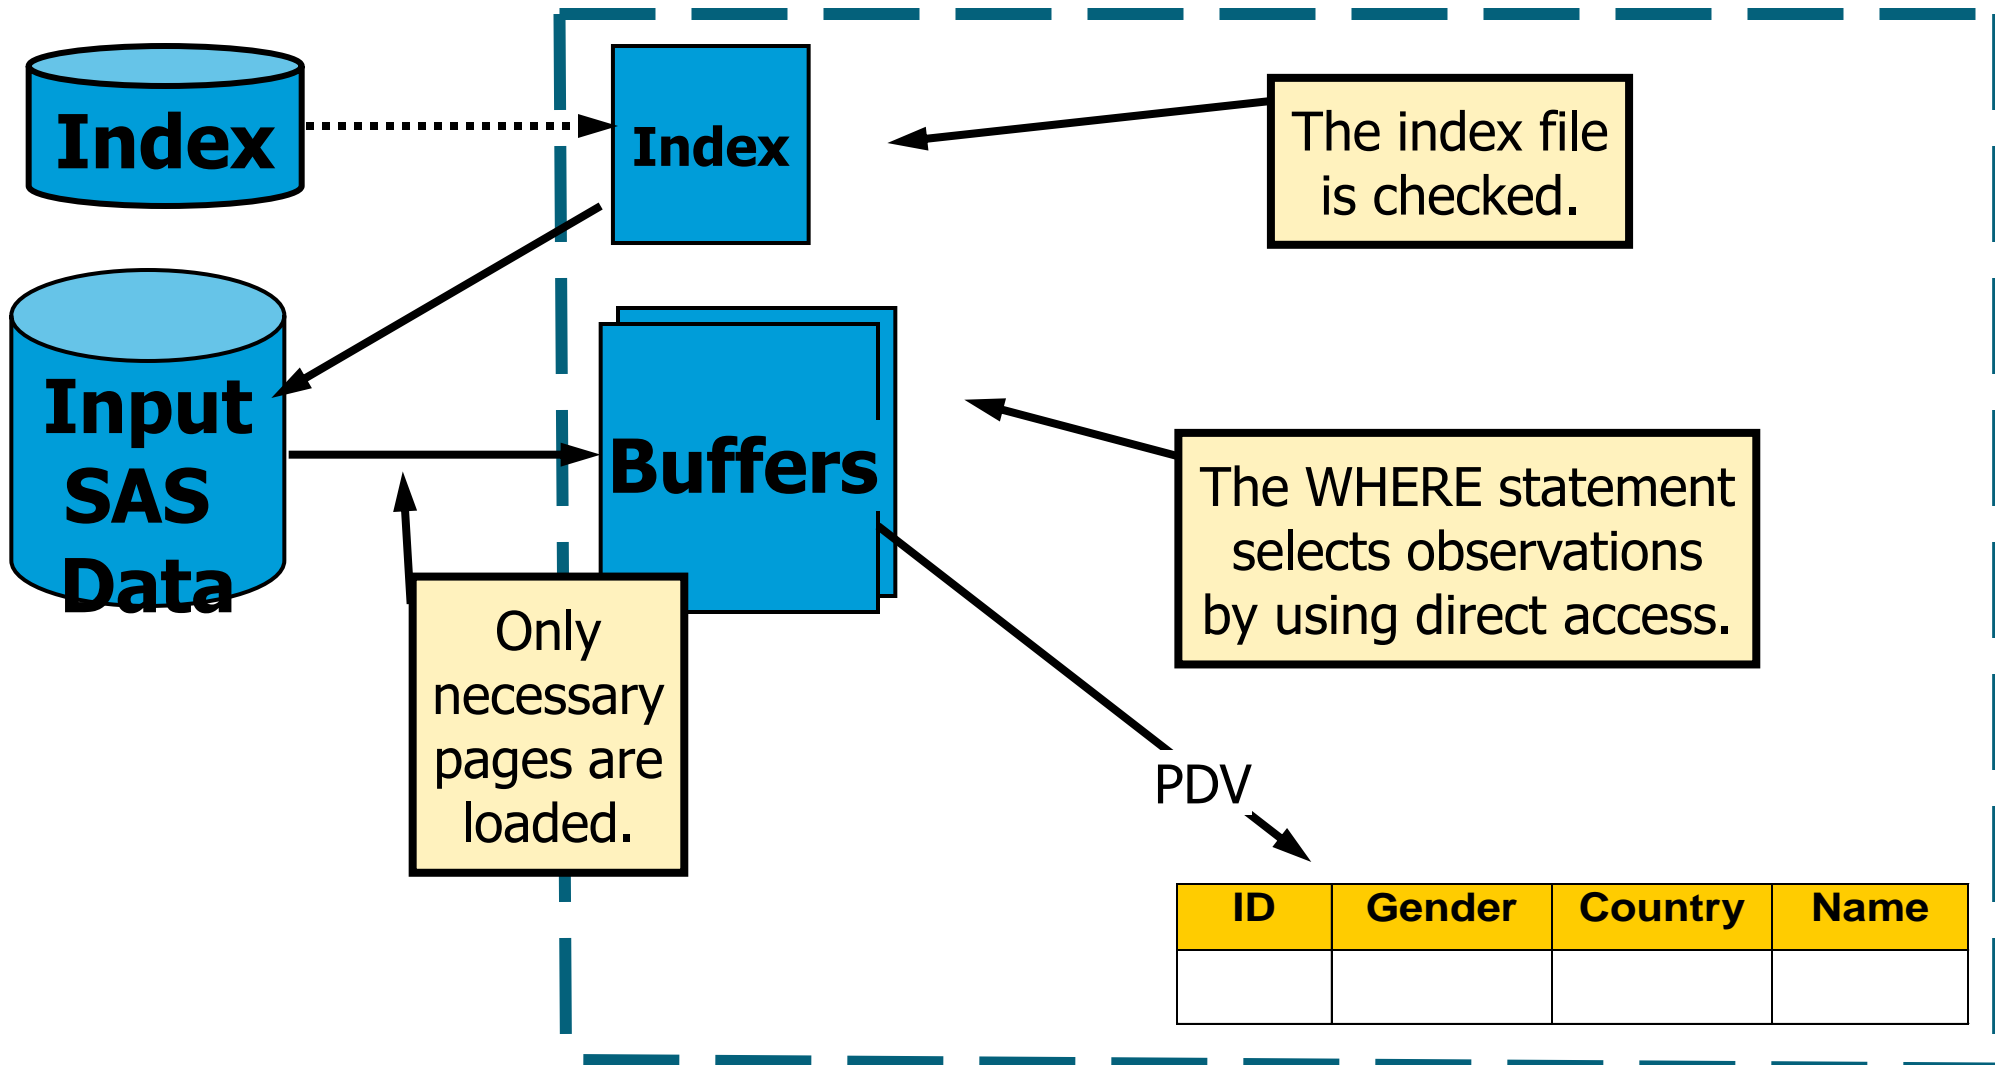 Index
Index
The index file
is checked.
Input
SAS
Data
Buffers
The WHERE statement
selects observations
by using direct access.
Only
necessary
pages are
loaded.
PDV
ID Gender Country Name